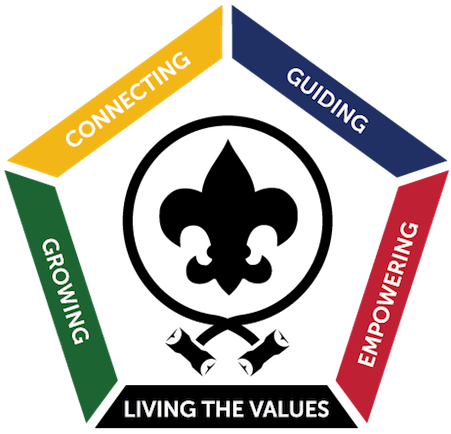 CONNECTING
GUIDING
GROWING
EMPOWERING
LIVING THE VALUES